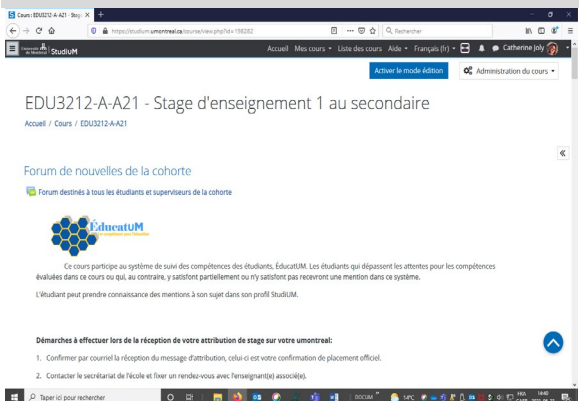 Cours : EDU3212-A-A21 - Stag
https://studium.umontreal.ca/course/view.php?id=198282
Rechercher
Université de Montréal
StudiUM
Accueil Mes cours Liste des cours Aide Français (fr) Catherine Joly
Activer le mode édition
Administration du cours
EDU3212-A-A21 - Stage d'enseignement 1 au secondaire
Accueil / Cours / EDU3212-A-A21
Forum de nouvelles de la cohorte
Forum destinés à tous les étudiants et superviseurs de la cohorte
ÉducatUM
Ce cours participe au système de suivi des compétences des étudiants, ÉducatUM. Les étudiants qui dépassent les attentes pour les compétences
évaluées dans ce cours ou qui, au contraire, y satisfont partiellement ou n'y satisfont pas recevront une mention dans ce système.
L'étudiant peut prendre connaissance des mentions à son sujet dans son profil StudiUM.
Démarches à effectuer lors de la réception de votre attribution de stage sur votre umontreal:
1. Confirmer par courriel la réception du message d'attribution, celui-ci est votre confirmation de placement officiel.
2. Contacter le secrétariat de l'école et fixer un rendez-vous avec l'enseignant(e) associé(e).
Taper ici pour rechercher
DOCUM
14°C
FRA
14:40